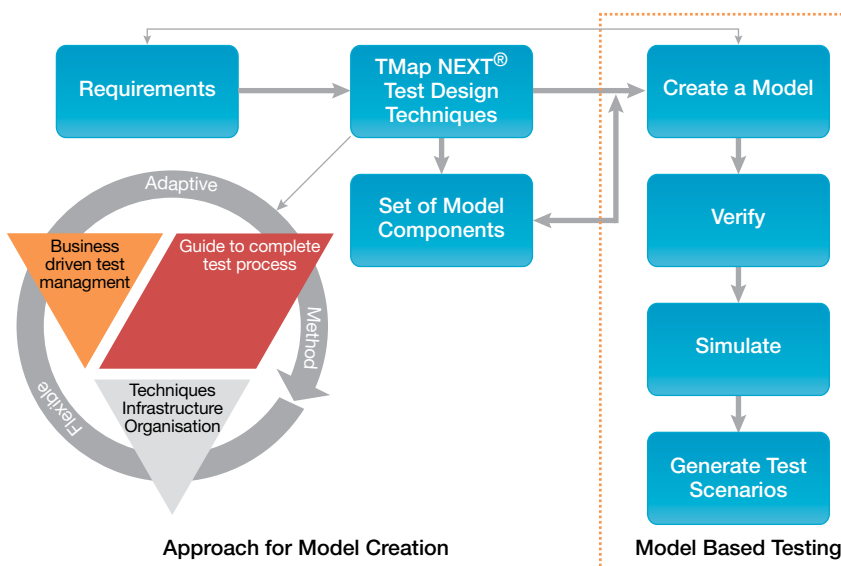 Requirements
TMap NEXT®
Test Design
Techniques
Create a Model
Set of Model
Components
Verify
Simulate
Generate Test
Scenarios
Adaptive
Business
driven test
managment
Guide to complete
test process
Method
Flexible
Techniques
Infrastructure
Organisation
Approach for Model Creation
Model Based Testing